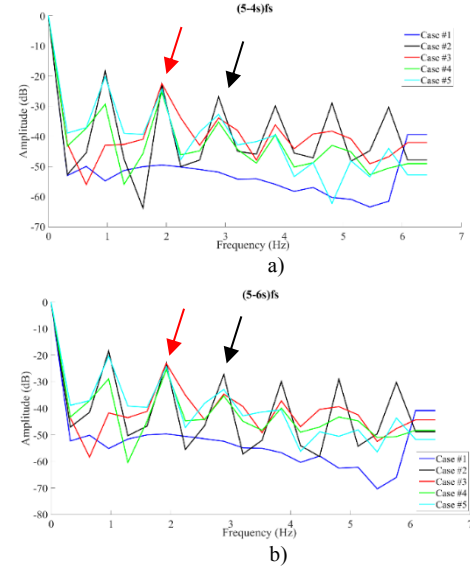 (5-4s)fs
Amplitude (dB)
0
-10
-20
-30
-40
-50
-60
-70
Case #1
Case #2
Case #3
Case #4
Case #5
0 1 2 3 4 5 6 7
Frequency (Hz)
a)
(5-6s)fs
Amplitude (dB)
0
-10
-20
-30
-40
-50
-60
-70
-80
Case #1
Case #2
Case #3
Case #4
Case #5
0 1 2 3 4 5 6 7
Frequency (Hz)
b)